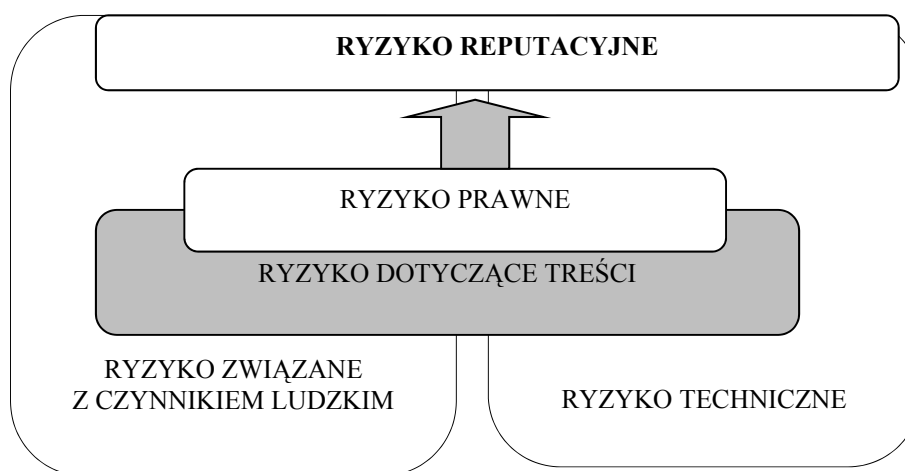 RYZYKO REPUTACYJNE
RYZYKO PRAWNE
RYZYKO DOTYCZĄCE TREŚCI
RYZYKO ZWIĄZANE
Z CZYNNIKIEM LUDZKIM
RYZYKO TECHNICZNE